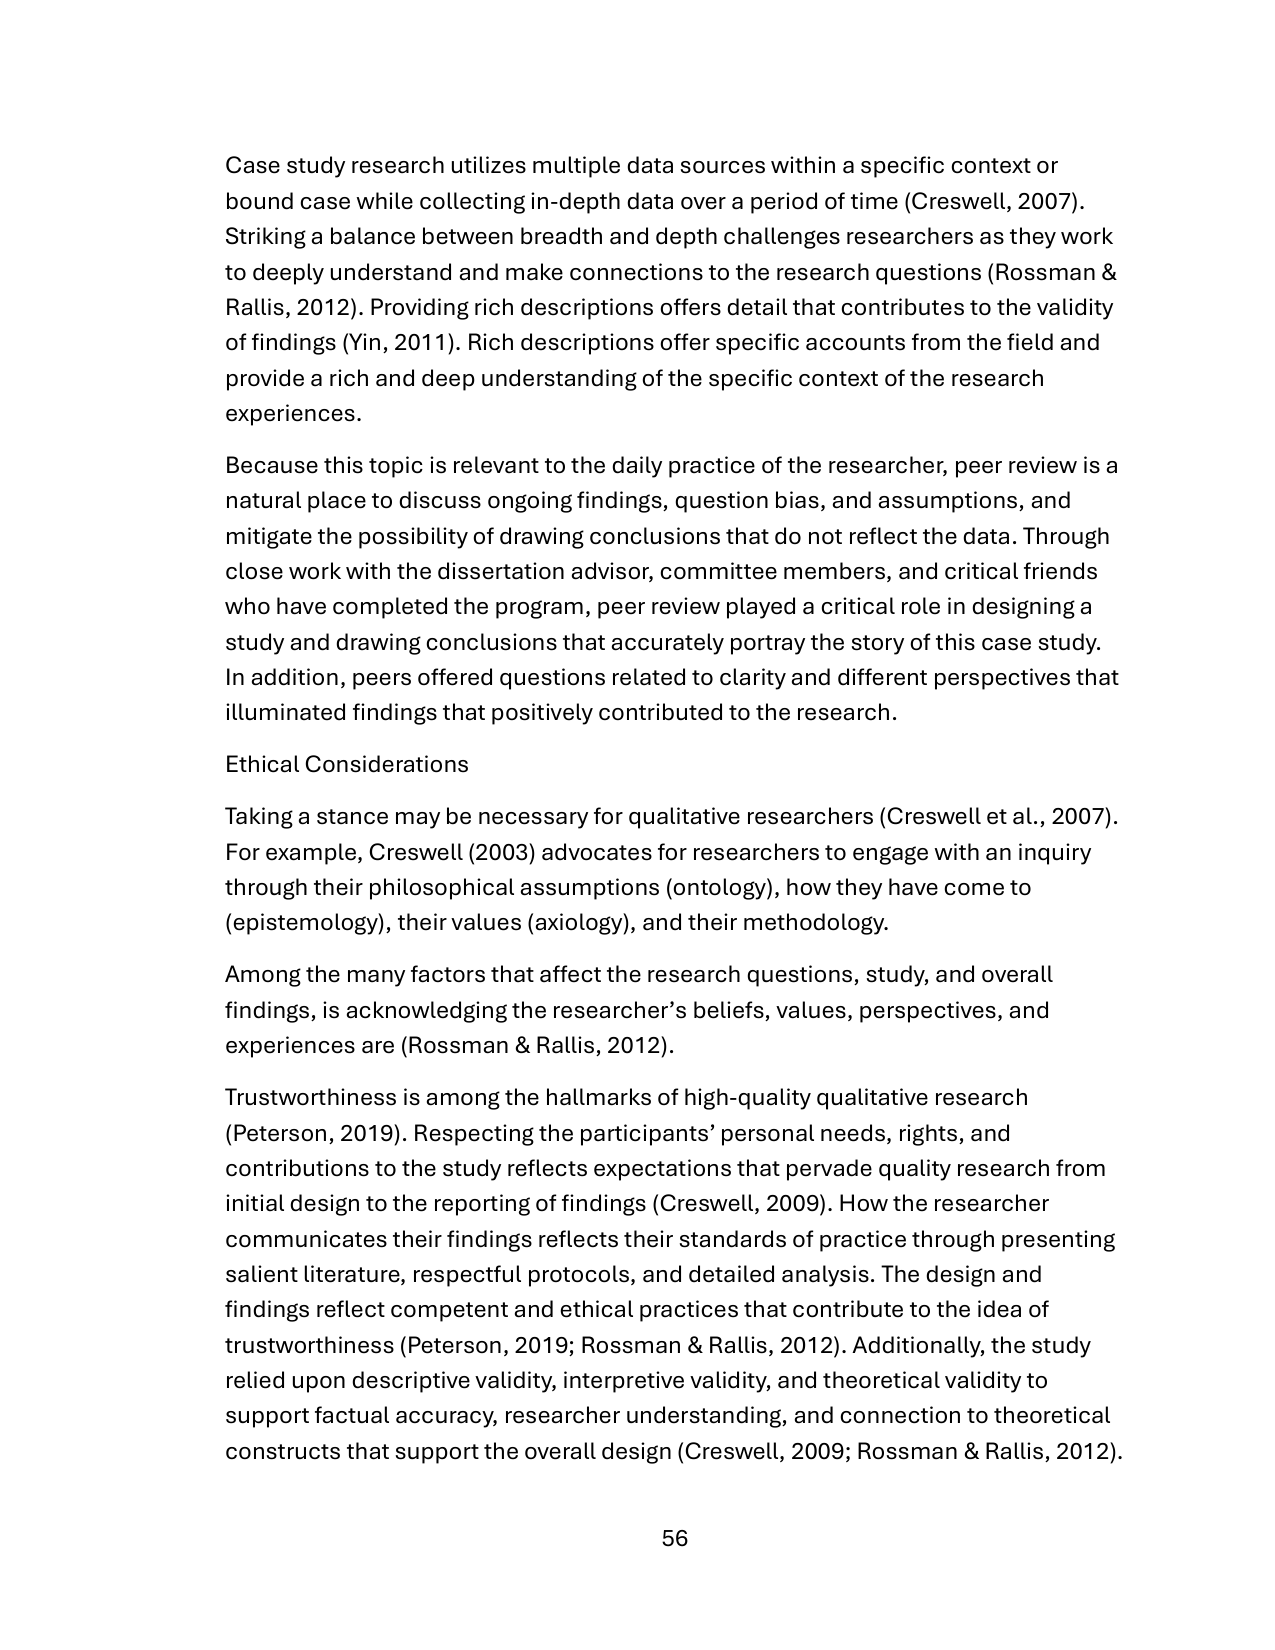 Case study research utilizes multiple data sources within a specific context or
bound case while collecting in-depth data over a period of time (Creswell, 2007).
Striking a balance between breadth and depth challenges researchers as they work
to deeply understand and make connections to the research questions (Rossman &
Rallis, 2012). Providing rich descriptions offers detail that contributes to the validity
of findings (Yin, 2011). Rich descriptions offer specific accounts from the field and
provide a rich and deep understanding of the specific context of the research
experiences.
Because this topic is relevant to the daily practice of the researcher, peer review is a
natural place to discuss ongoing findings, question bias, and assumptions, and
mitigate the possibility of drawing conclusions that do not reflect the data. Through
close work with the dissertation advisor, committee members, and critical friends
who have completed the program, peer review played a critical role in designing a
study and drawing conclusions that accurately portray the story of this case study.
In addition, peers offered questions related to clarity and different perspectives that
illuminated findings that positively contributed to the research.
Ethical Considerations
Taking a stance may be necessary for qualitative researchers (Creswell et al., 2007).
For example, Creswell (2003) advocates for researchers to engage with an inquiry
through their philosophical assumptions (ontology), how they have come to
(epistemology), their values (axiology), and their methodology.
Among the many factors that affect the research questions, study, and overall
findings, is acknowledging the researcher’s beliefs, values, perspectives, and
experiences are (Rossman & Rallis, 2012).
Trustworthiness is among the hallmarks of high-quality qualitative research
(Peterson, 2019). Respecting the participants’ personal needs, rights, and
contributions to the study reflects expectations that pervade quality research from
initial design to the reporting of findings (Creswell, 2009). How the researcher
communicates their findings reflects their standards of practice through presenting
salient literature, respectful protocols, and detailed analysis. The design and
findings reflect competent and ethical practices that contribute to the idea of
trustworthiness (Peterson, 2019; Rossman & Rallis, 2012). Additionally, the study
relied upon descriptive validity, interpretive validity, and theoretical validity to
support factual accuracy, researcher understanding, and connection to theoretical
constructs that support the overall design (Creswell, 2009; Rossman & Rallis, 2012).
56